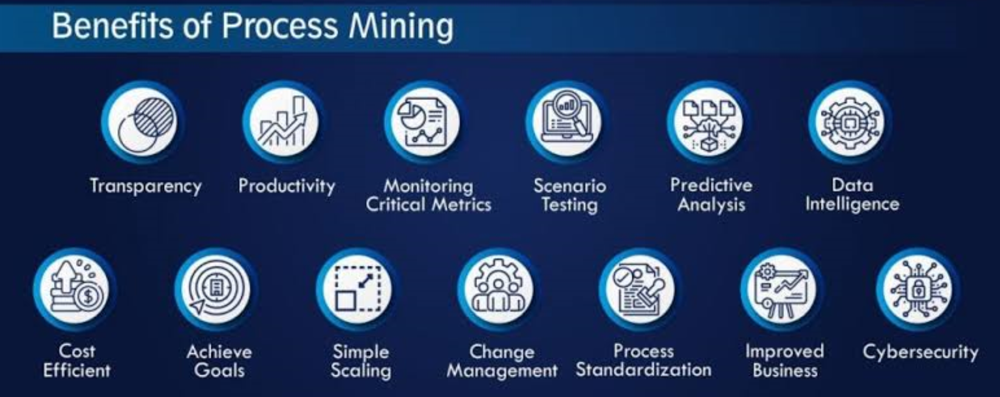 Benefits of Process Mining
Transparency
Productivity
Monitoring
Critical Metrics
Scenario
Testing
Predictive
Analysis
Data
Intelligence
Cost
Efficient
Achieve
Goals
Simple
Scaling
Change
Management
Process
Standardization
Improved
Business
Cybersecurity